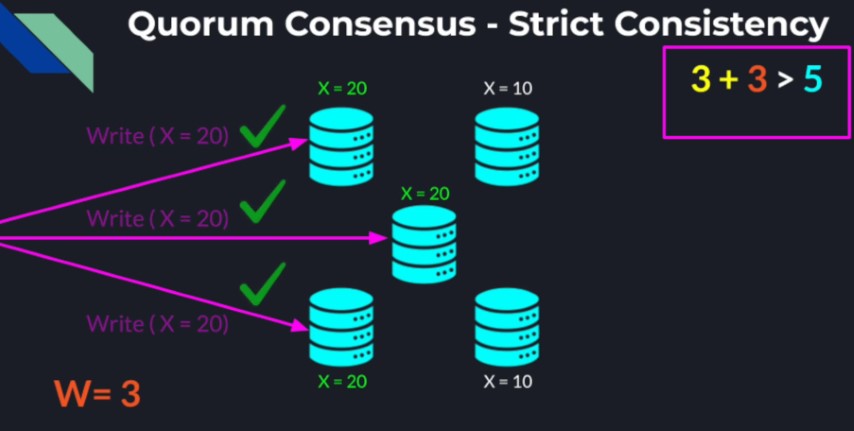 Quorum Consensus - Strict Consistency
3 + 3 > 5
X = 20
X = 10
Write ( X = 20)
X = 20
Write ( X = 20)
Write ( X = 20)
X = 20
X = 10
W= 3